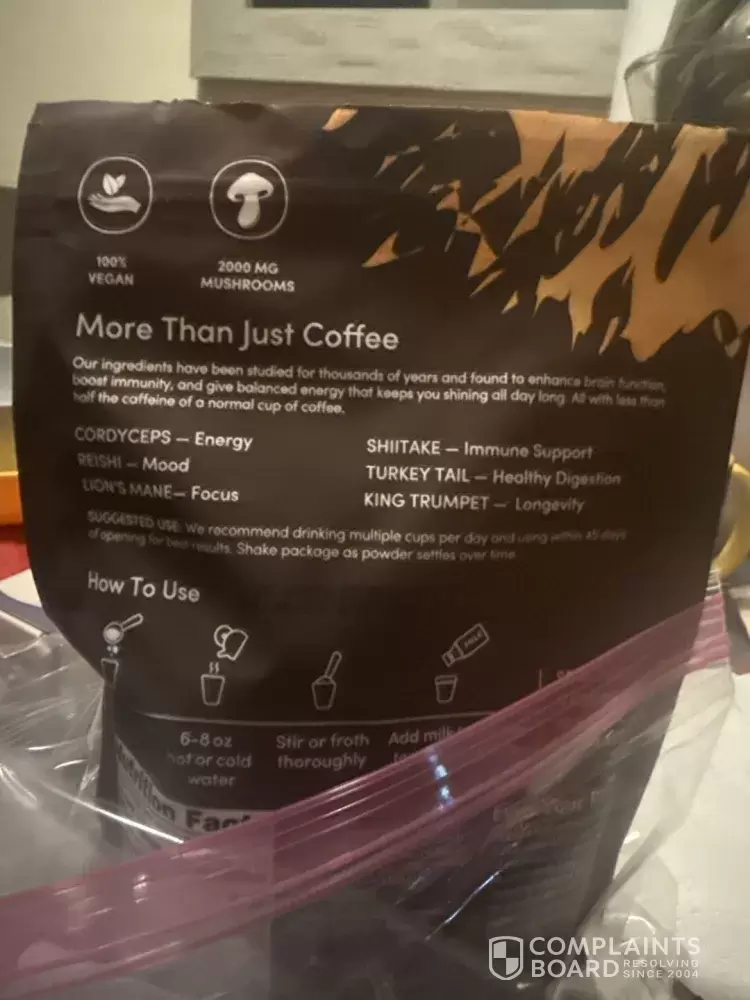 100%
VEGAN
2000 MG
MUSHROOMS
More Than Just Coffee
Our ingredients have been studied for thousands of years and found to enhance brain function,
boost immunity, and give balanced energy that keeps you shining all day long. All with less than
half the caffeine of a normal cup of coffee.
CORDYCEPS — Energy
REISHI — Mood
LION'S MANE— Focus
SHIITAKE — Immune Support
TURKEY TAIL — Healthy Digestion
KING TRUMPET — Longevity
SUGGESTED USE: We recommend drinking multiple cups per day and using within 45 days
of opening for best results. Shake package as powder settles over time.
How To Use
MILK
6-8 oz
hot or cold
water
Stir or froth
thoroughly
Add milk
Nutrition Fact
COMPLAINTS
BOARD
RESOLVING
SINCE 2004